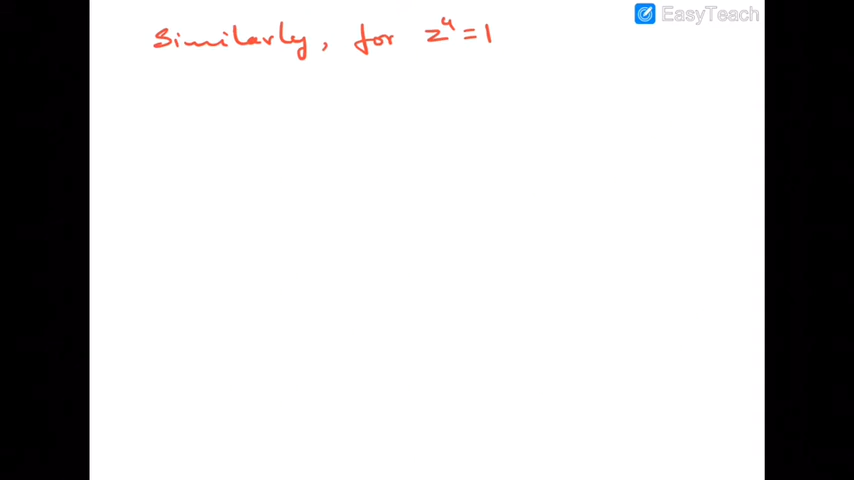 EasyTeach
Similarly, for z⁴ = 1